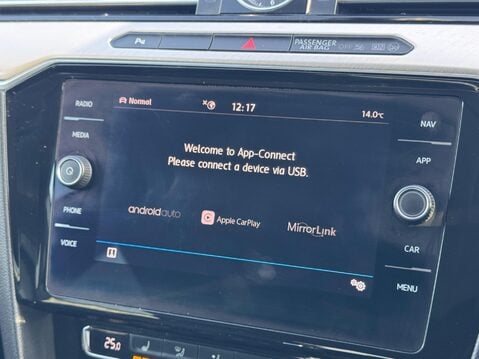 PASSENGER
AIR BAG OFF ON
RADIO
Normal
12:17
14.0°C
NAV
MEDIA
Welcome to App-Connect
Please connect a device via USB.
APP
androidauto
Apple CarPlay
MirrorLink
PHONE
VOICE
CAR
MENU
25.0